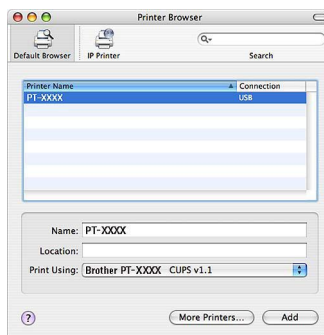 Printer Browser
Default Browser
IP Printer
Search
Printer Name Connection
PT-XXXX USB
Name: PT-XXXX
Location:
Print Using: Brother PT-XXXX CUPS v1.1
? More Printers... Add